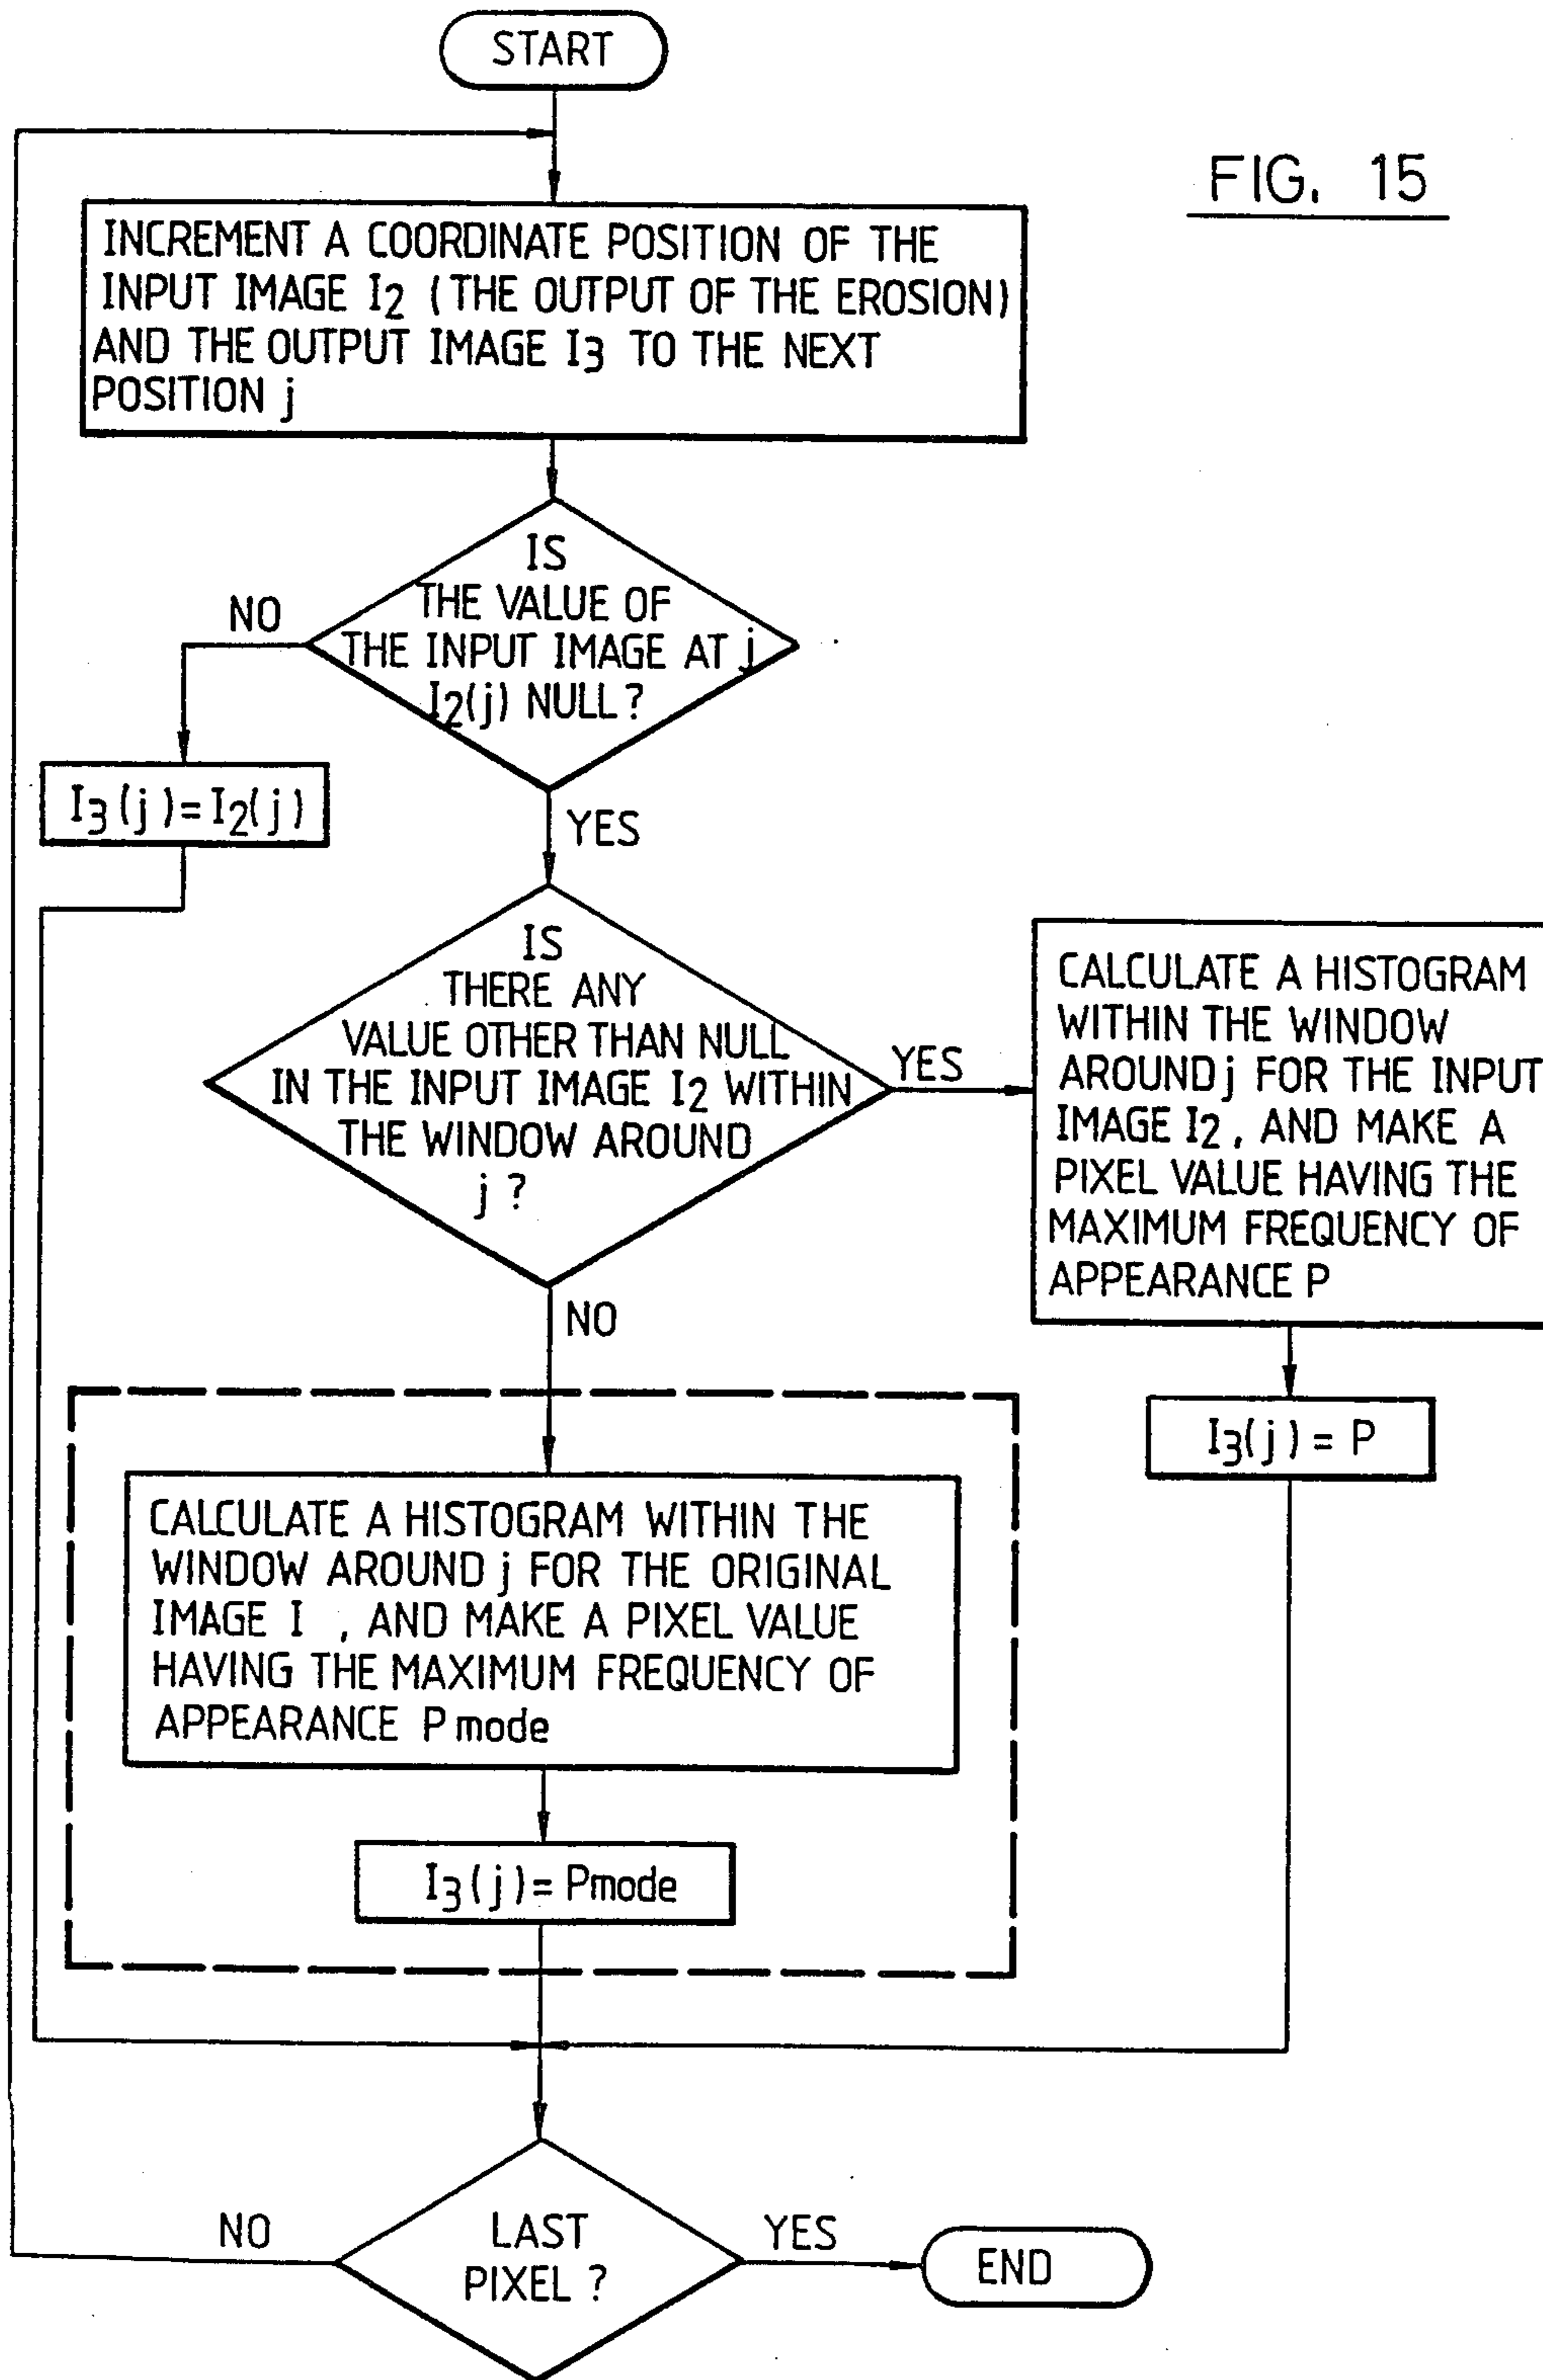 START
FIG. 15
INCREMENT A COORDINATE POSITION OF THE
INPUT IMAGE I2 (THE OUTPUT OF THE EROSION)
AND THE OUTPUT IMAGE I3 TO THE NEXT
POSITION j
IS
THE VALUE OF
THE INPUT IMAGE AT j
I2(j) NULL?
NO
I3(j)=I2(j)
YES
IS
THERE ANY
VALUE OTHER THAN NULL
IN THE INPUT IMAGE I2 WITHIN
THE WINDOW AROUND
j?
YES
CALCULATE A HISTOGRAM
WITHIN THE WINDOW
AROUND j FOR THE INPUT
IMAGE I2, AND MAKE A
PIXEL VALUE HAVING THE
MAXIMUM FREQUENCY OF
APPEARANCE P
I3(j) = P
NO
CALCULATE A HISTOGRAM WITHIN THE
WINDOW AROUND j FOR THE ORIGINAL
IMAGE I , AND MAKE A PIXEL VALUE
HAVING THE MAXIMUM FREQUENCY OF
APPEARANCE P mode
I3(j)= Pmode
NO
LAST
PIXEL?
YES
END